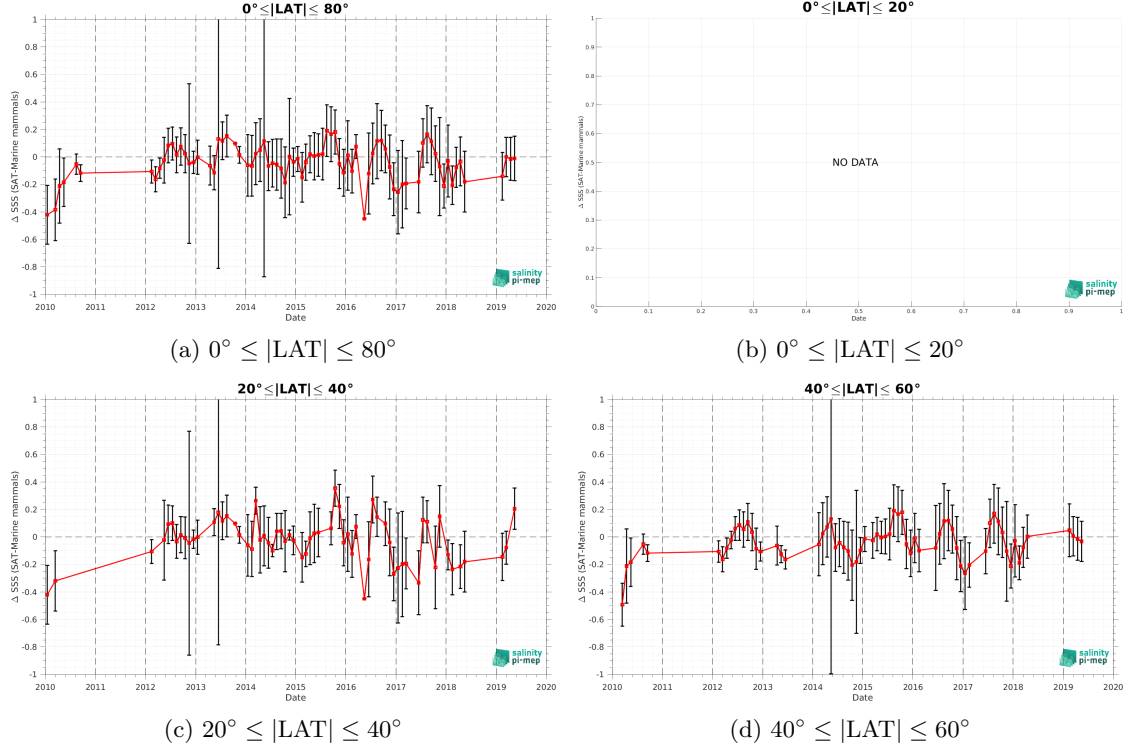 0°≤|LAT|≤ 80°
Δ SSS (SAT-Marine mammals)
1
0.8
0.6
0.4
0.2
0
-0.2
-0.4
-0.6
-0.8
-1
2010 2011 2012 2013 2014 2015 2016 2017 2018 2019 2020
Date
salinity
pi-mep
(a) 0° ≤ |LAT| ≤ 80°
0°≤|LAT|≤ 20°
Δ SSS (SAT-Marine mammals)
1
0.9
0.8
0.7
0.6
0.5
0.4
0.3
0.2
0.1
0
NO DATA
0 0.1 0.2 0.3 0.4 0.5 0.6 0.7 0.8 0.9 1
Date
salinity
pi-mep
(b) 0° ≤ |LAT| ≤ 20°
20°≤|LAT|≤ 40°
Δ SSS (SAT-Marine mammals)
1
0.8
0.6
0.4
0.2
0
-0.2
-0.4
-0.6
-0.8
-1
2010 2011 2012 2013 2014 2015 2016 2017 2018 2019 2020
Date
salinity
pi-mep
(c) 20° ≤ |LAT| ≤ 40°
40°≤|LAT|≤ 60°
Δ SSS (SAT-Marine mammals)
1
0.8
0.6
0.4
0.2
0
-0.2
-0.4
-0.6
-0.8
-1
2010 2011 2012 2013 2014 2015 2016 2017 2018 2019 2020
Date
salinity
pi-mep
(d) 40° ≤ |LAT| ≤ 60°